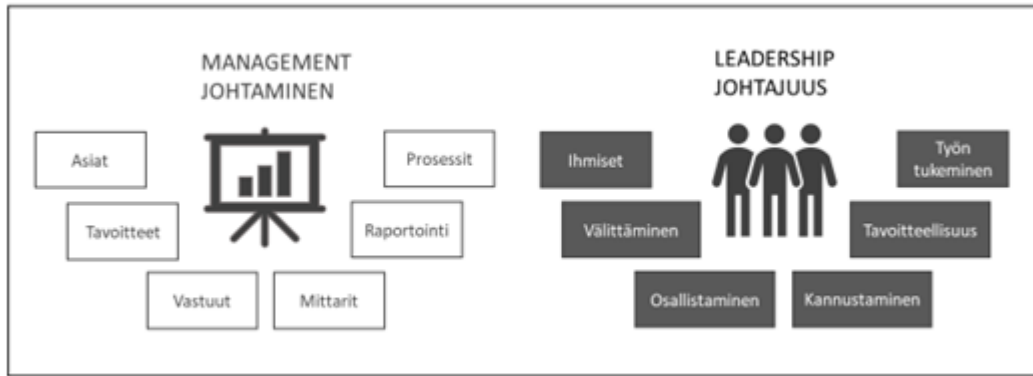 MANAGEMENT
JOHTAMINEN
Asiat
Prosessit
Tavoitteet
Raportointi
Vastuut
Mittarit
LEADERSHIP
JOHTAJUUS
Ihmiset
Työn
tukeminen
Välittäminen
Tavoitteellisuus
Osallistaminen
Kannustaminen